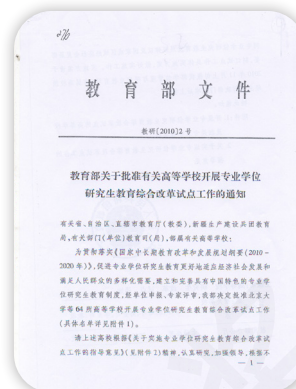 教育部文件
教研〔2010〕2号
教育部关于批准有关高等学校开展专业学位
研究生教育综合改革试点工作的通知
有关省、自治区、直辖市教育厅（教委），新疆生产建设兵团教育
局，有关部门（单位）教育司（局），部属有关高等学校：
为贯彻落实《国家中长期教育改革和发展规划纲要（2010-
2020年）》，促进专业学位研究生教育更好地适应经济社会发展和
满足人民群众的多样化需要，建立和完善具有中国特色的专业学
位研究生教育制度，经单位申报、专家评审，我部决定批准北京大
学等64所高等学校开展专业学位研究生教育综合改革试点工作
（具体名单详见附件1）。
请上述高校根据《关于实施专业学位研究生教育综合改革试
点工作的指导意见》（见附件2）精神，认真研究，加强领导，积极
— 1 —